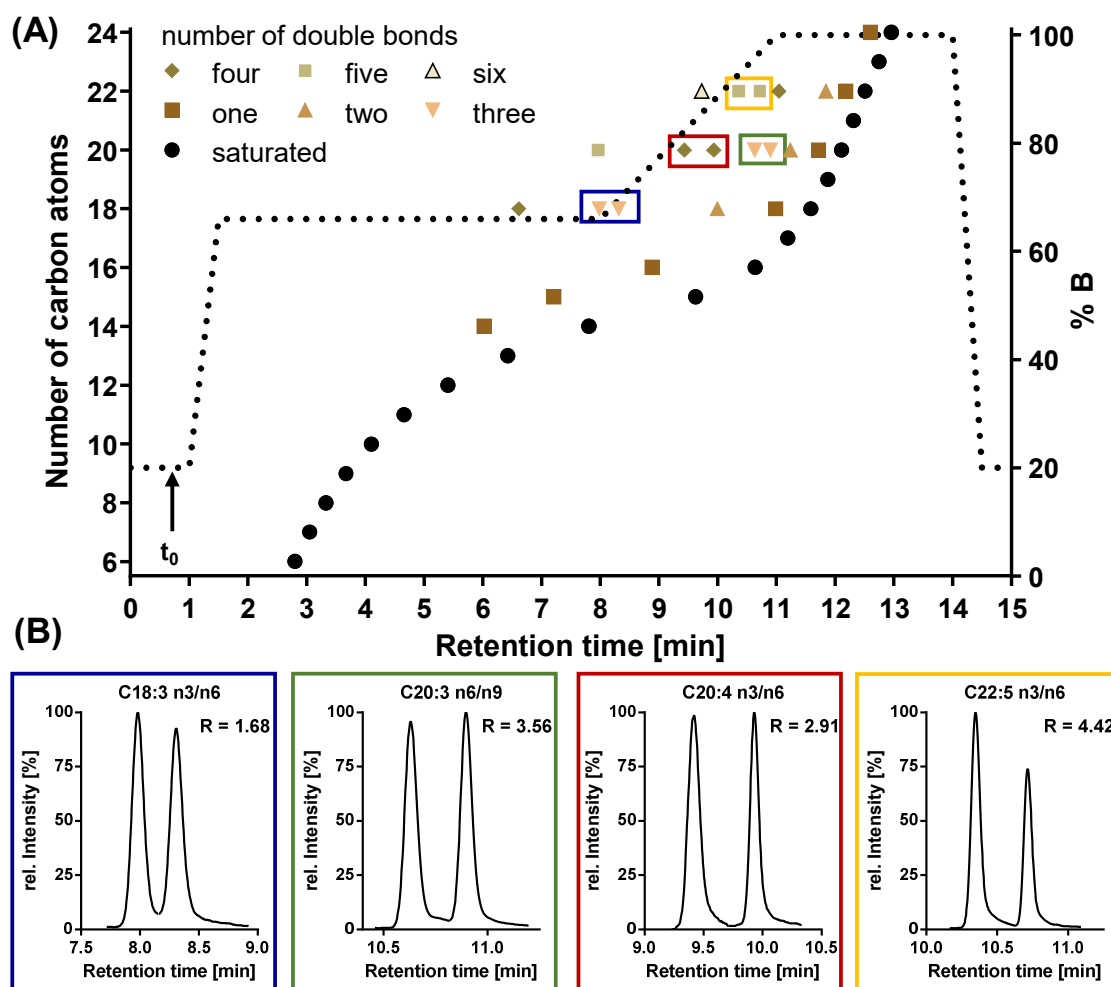 (A)
number of double bonds
four five six
one two three
saturated
24
22
20
18
16
14
12
10
8
6
Number of carbon atoms
100
80
60
40
20
0
% B
t0
0 1 2 3 4 5 6 7 8 9 10 11 12 13 14 15
Retention time [min]
(B)
C18:3 n3/n6
R = 1.68
100
75
50
25
0
rel. Intensity [%]
7.5 8.0 8.5 9.0
Retention time [min]
C20:3 n6/n9
R = 3.56
100
75
50
25
0
rel. Intensity [%]
10.5 11.0
Retention time [min]
C20:4 n3/n6
R = 2.91
100
75
50
25
0
rel. Intensity [%]
9.0 9.5 10.0 10.5
Retention time [min]
C22:5 n3/n6
R = 4.42
100
75
50
25
0
rel. Intensity [%]
10.0 10.5 11.0
Retention time [min]